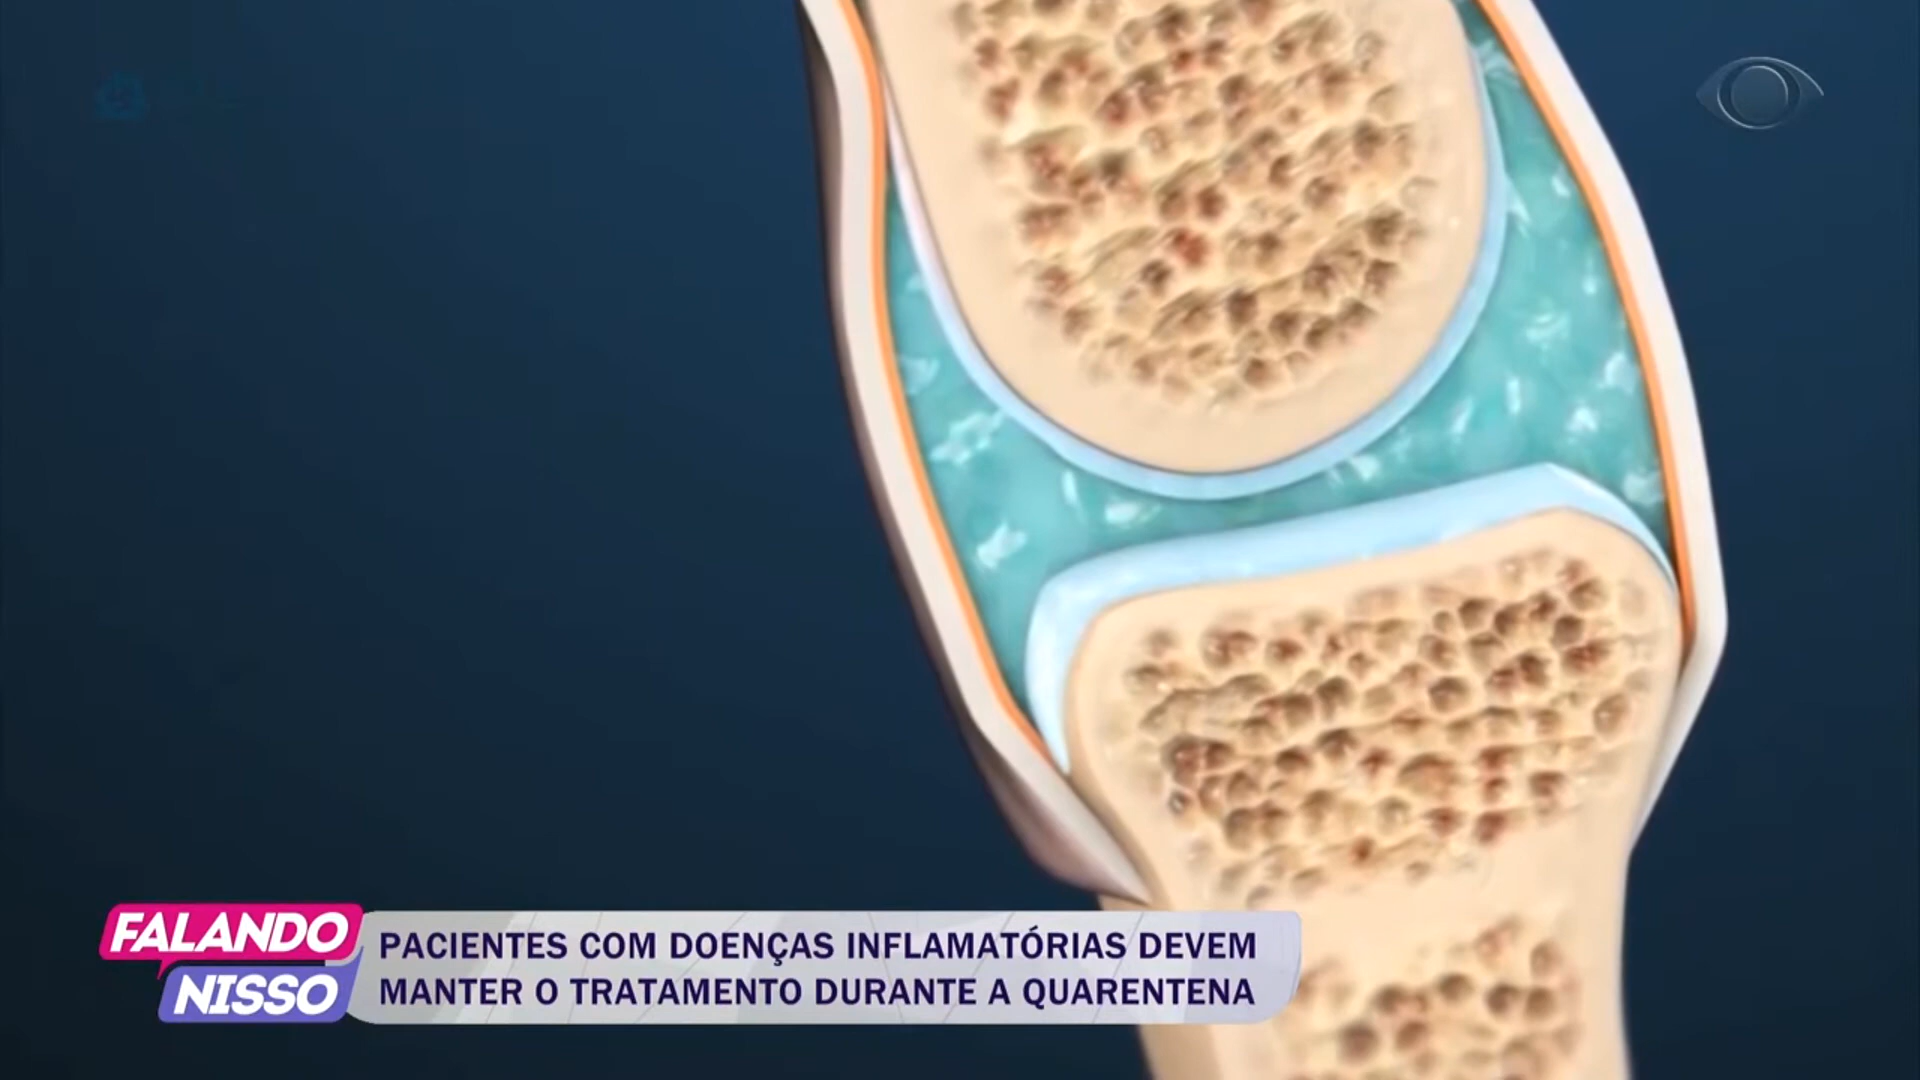 FALANDO
NISSO
PACIENTES COM DOENÇAS INFLAMATÓRIAS DEVEM
MANTER O TRATAMENTO DURANTE A QUARENTENA